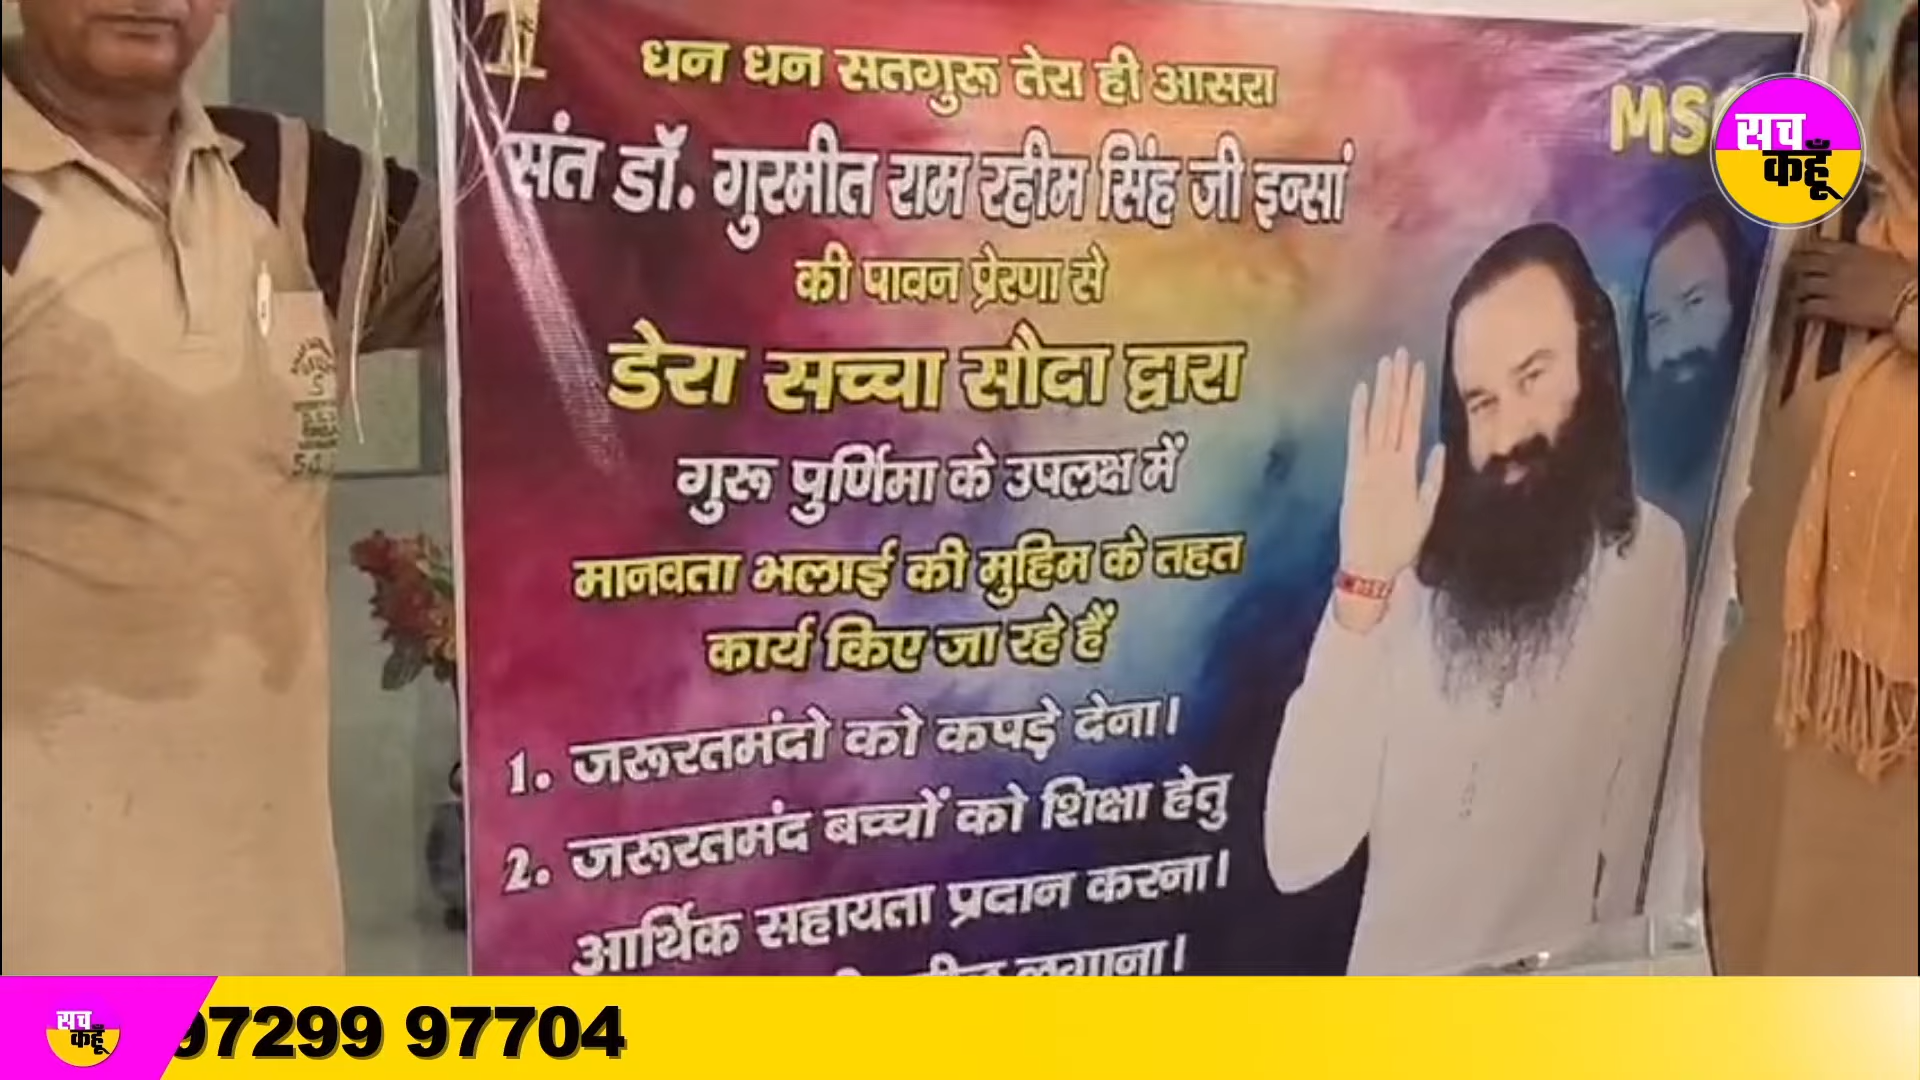 धन धन सतगुरू तेरा ही आसरा
संत डॉ. गुरमीत राम रहीम सिंह जी इन्सां
की पावन प्रेरणा से
डेरा सच्चा सौदा द्वारा
गुरू पुर्णिमा के उपलक्ष में
मानवता भलाई की मुहिम के तहत
कार्य किए जा रहे हैं
1. जरूरतमंदो को कपड़े देना।
2. जरूरतमंद बच्चों को शिक्षा हेतु
आर्थिक सहायता प्रदान करना।
लगाना।
सच
कहूँ
सच
कहूँ
97299 97704